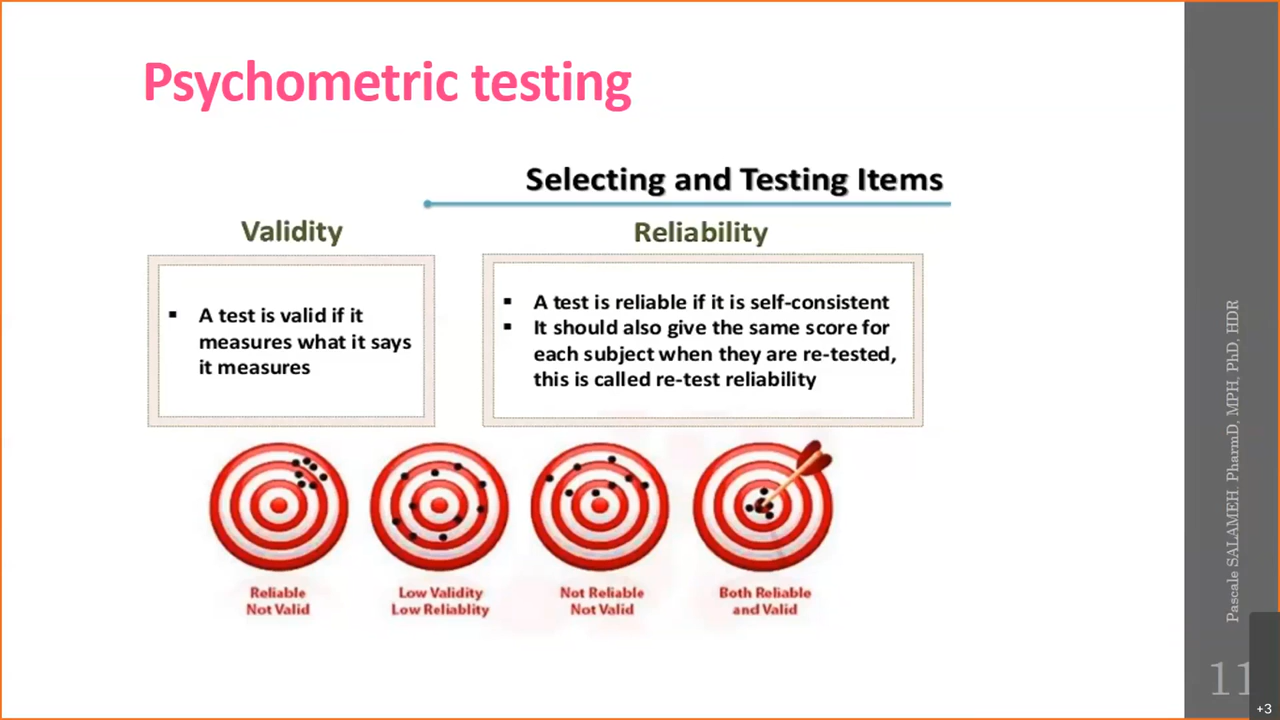 Psychometric testing
Selecting and Testing Items
Validity
▪ A test is valid if it
measures what it says
it measures
Reliability
▪ A test is reliable if it is self-consistent
▪ It should also give the same score for
each subject when they are re-tested,
this is called re-test reliability
Reliable
Not Valid
Low Validity
Low Reliablity
Not Reliable
Not Valid
Both Reliable
and Valid
Pascale SALAMEH, PharmD, MPH, PhD, HDR
11
+3